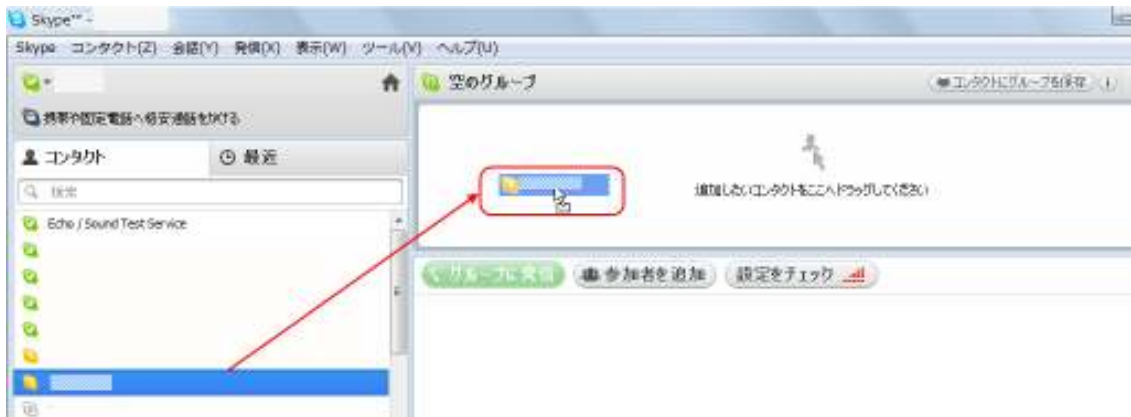 Skype™ -
Skype コンタクト(Z) 会話(Y) 発信(X) 表示(W) ツール(V) ヘルプ(U)
空のグループ
コンタクトにグループを保存
携帯や固定電話へ格安通話をかける
コンタクト
最近
検索
追加したいコンタクトをここへドラッグしてください
Echo / Sound Test Service
グループに発信
参加者を追加
設定をチェック